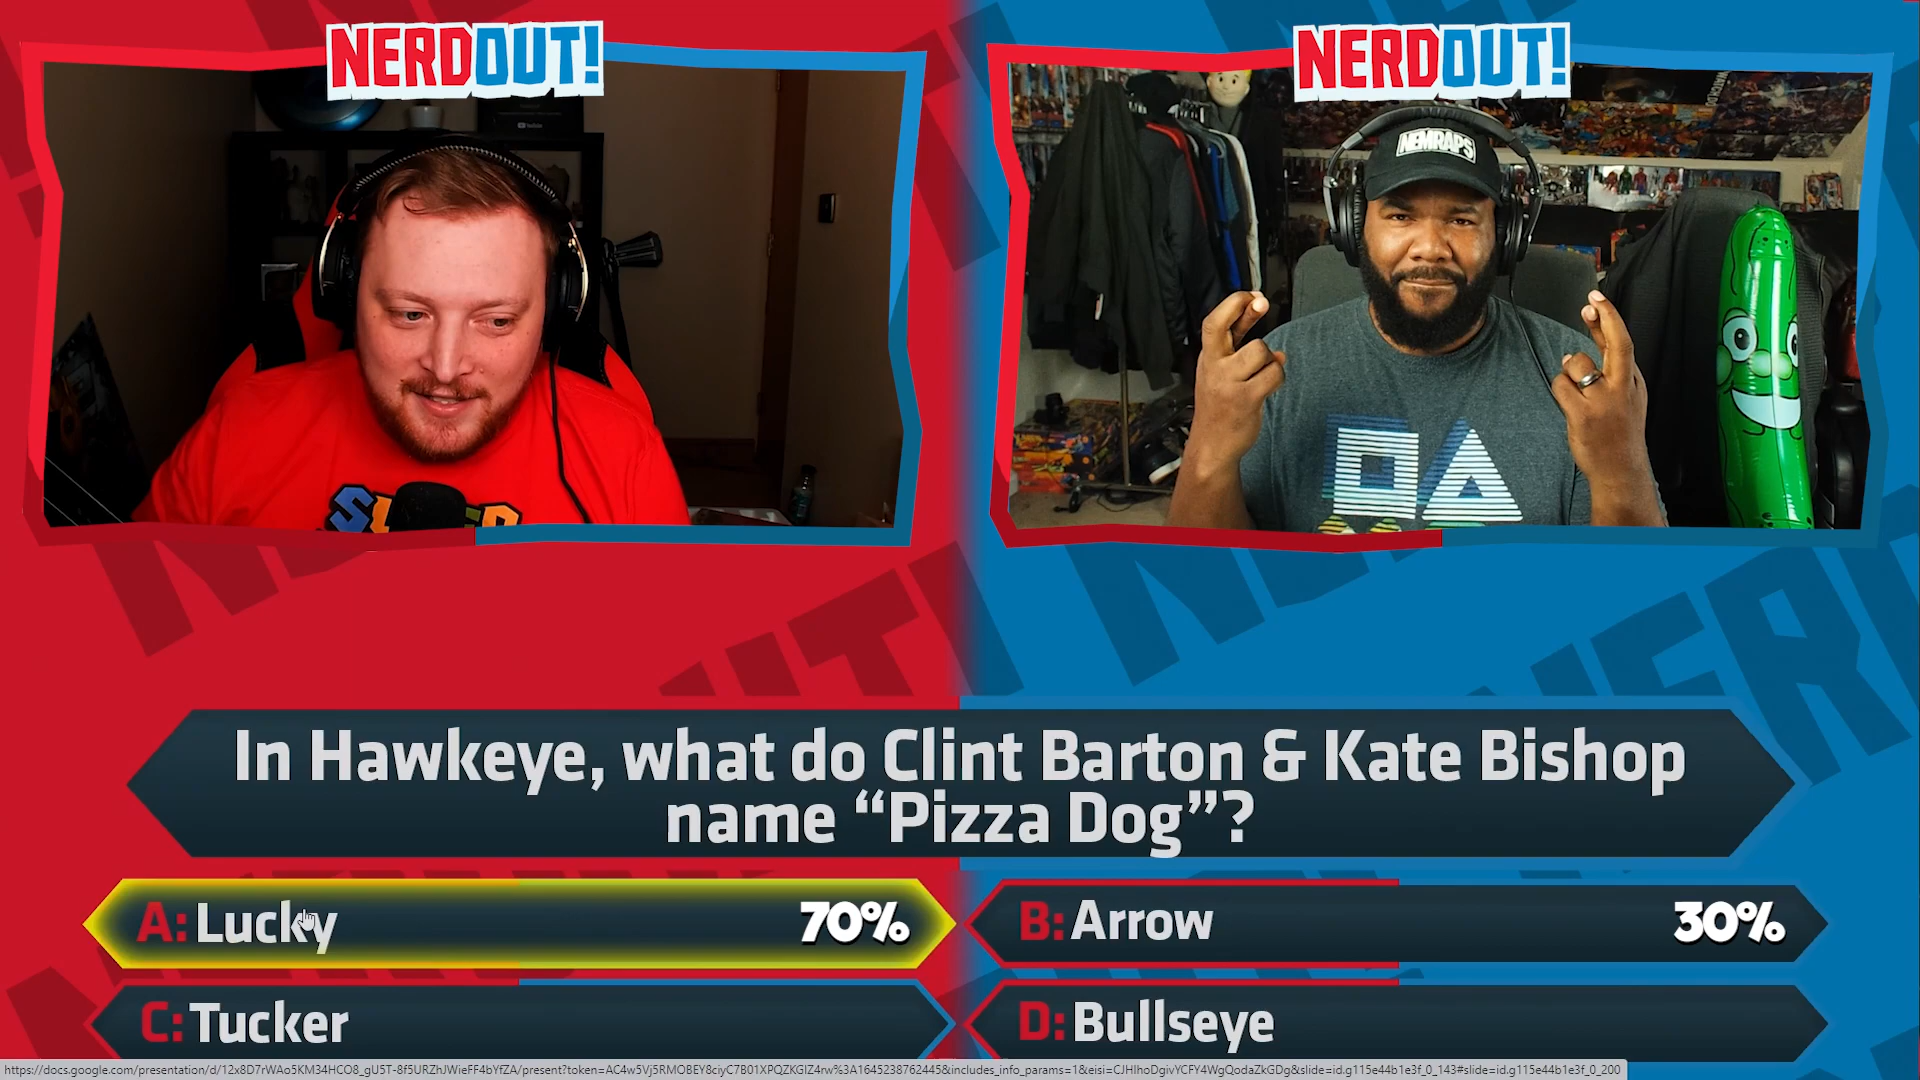 NERDOUT!
NERDOUT!
NEMRAPS
In Hawkeye, what do Clint Barton & Kate Bishop
name “Pizza Dog”?
A: Lucky 70%
B: Arrow 30%
C: Tucker
D: Bullseye